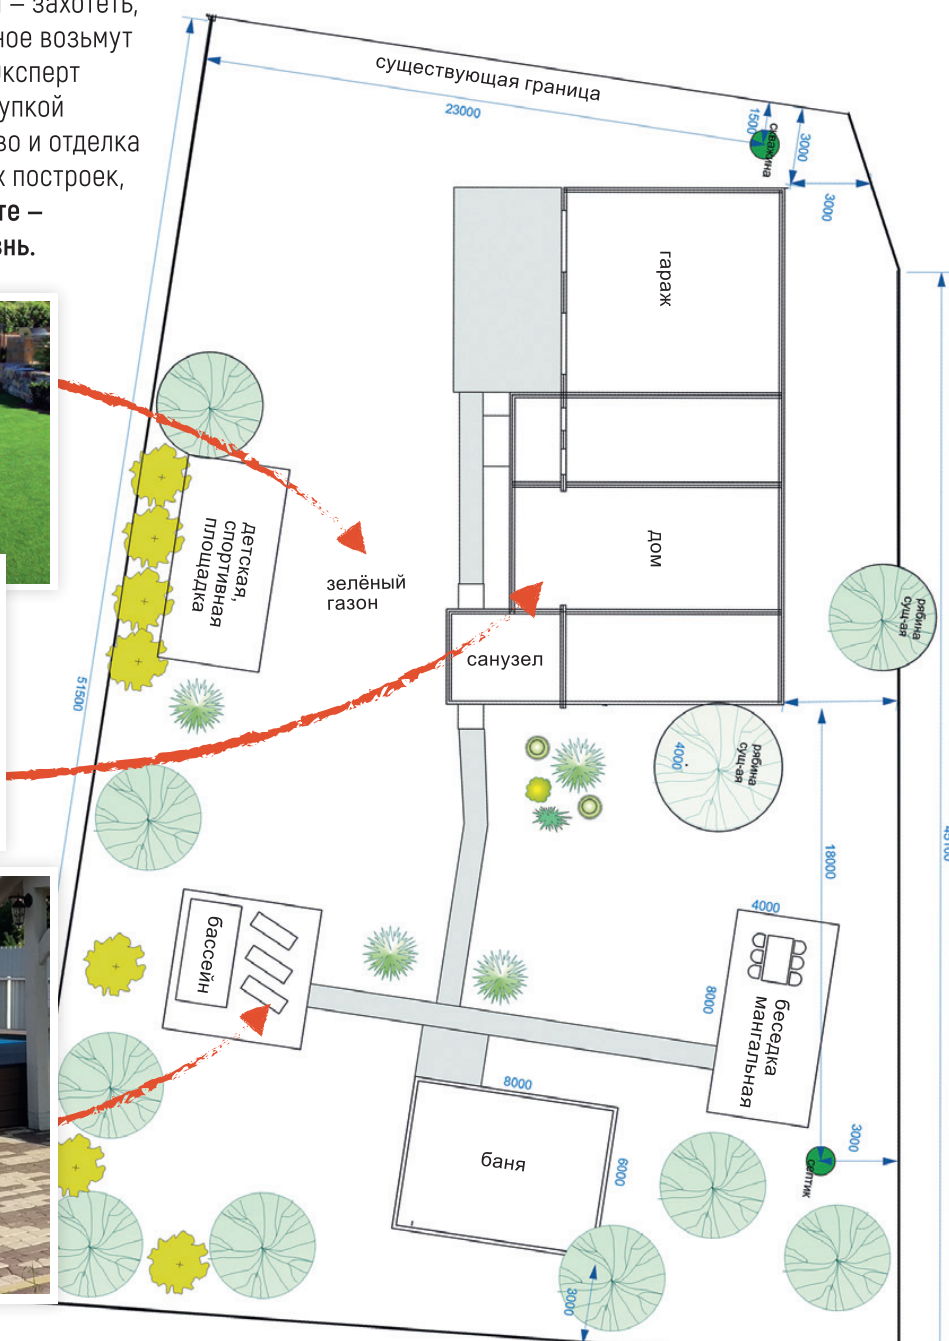 – захотеть,
ное возьмут
ксперт
упкой
во и отделка
х построек,
те –
знь.
существующая граница
23000
1500
скважина
3000
3000
гараж
дом
детская,
спортивная
площадка
зелёный
газон
санузел
рябина
сущ-ая
51500
4000
рябина
сущ-ая
18000
4000
8000
бассейн
беседка
мангальная
8000
баня
6000
3000
септик
3000